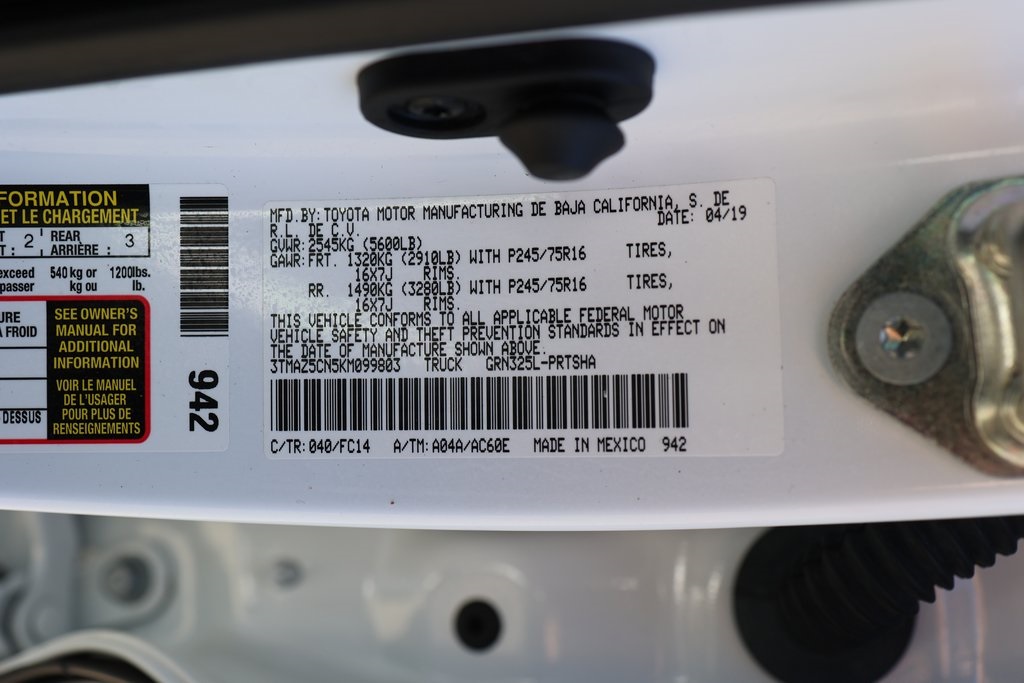 FORMATION
ET LE CHARGEMENT
2 REAR 3
: ARRIÈRE :
exceed 540 kg or 1200lbs.
passer kg ou lb.
URE
A FROID
DESSUS
SEE OWNER'S
MANUAL FOR
ADDITIONAL
INFORMATION
VOIR LE MANUEL
DE L'USAGER
POUR PLUS DE
RENSEIGNEMENTS
942
MFD.BY:TOYOTA MOTOR MANUFACTURING DE BAJA CALIFORNIA, S. DE
R.L. DE C.V. DATE: 04/19
GVWR:2545KG (5600LB)
GAWR:FRT. 1320KG (2910LB) WITH P245/75R16 TIRES,
16X7J RIMS.
RR. 1490KG (3280LB) WITH P245/75R16 TIRES,
16X7J RIMS.
THIS VEHICLE CONFORMS TO ALL APPLICABLE FEDERAL MOTOR
VEHICLE SAFETY AND THEFT PREVENTION STANDARDS IN EFFECT ON
THE DATE OF MANUFACTURE SHOWN ABOVE.
3TMAZ5CN5KM099803 TRUCK GRN325L-PRTSHA
C/TR:040/FC14 A/TM:A04A/AC60E MADE IN MEXICO 942